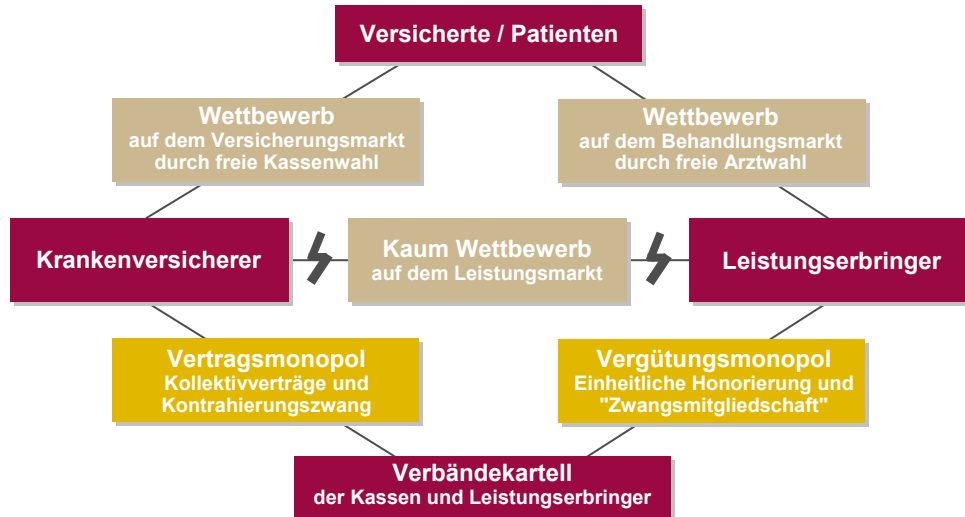 Versicherte / Patienten
Wettbewerb
auf dem Versicherungsmarkt
durch freie Kassenwahl
Wettbewerb
auf dem Behandlungsmarkt
durch freie Arztwahl
Krankenversicherer
Kaum Wettbewerb
auf dem Leistungsmarkt
Leistungserbringer
Vertragsmonopol
Kollektivverträge und
Kontrahierungszwang
Vergütungsmonopol
Einheitliche Honorierung und
"Zwangsmitgliedschaft"
Verbändekartell
der Kassen und Leistungserbringer